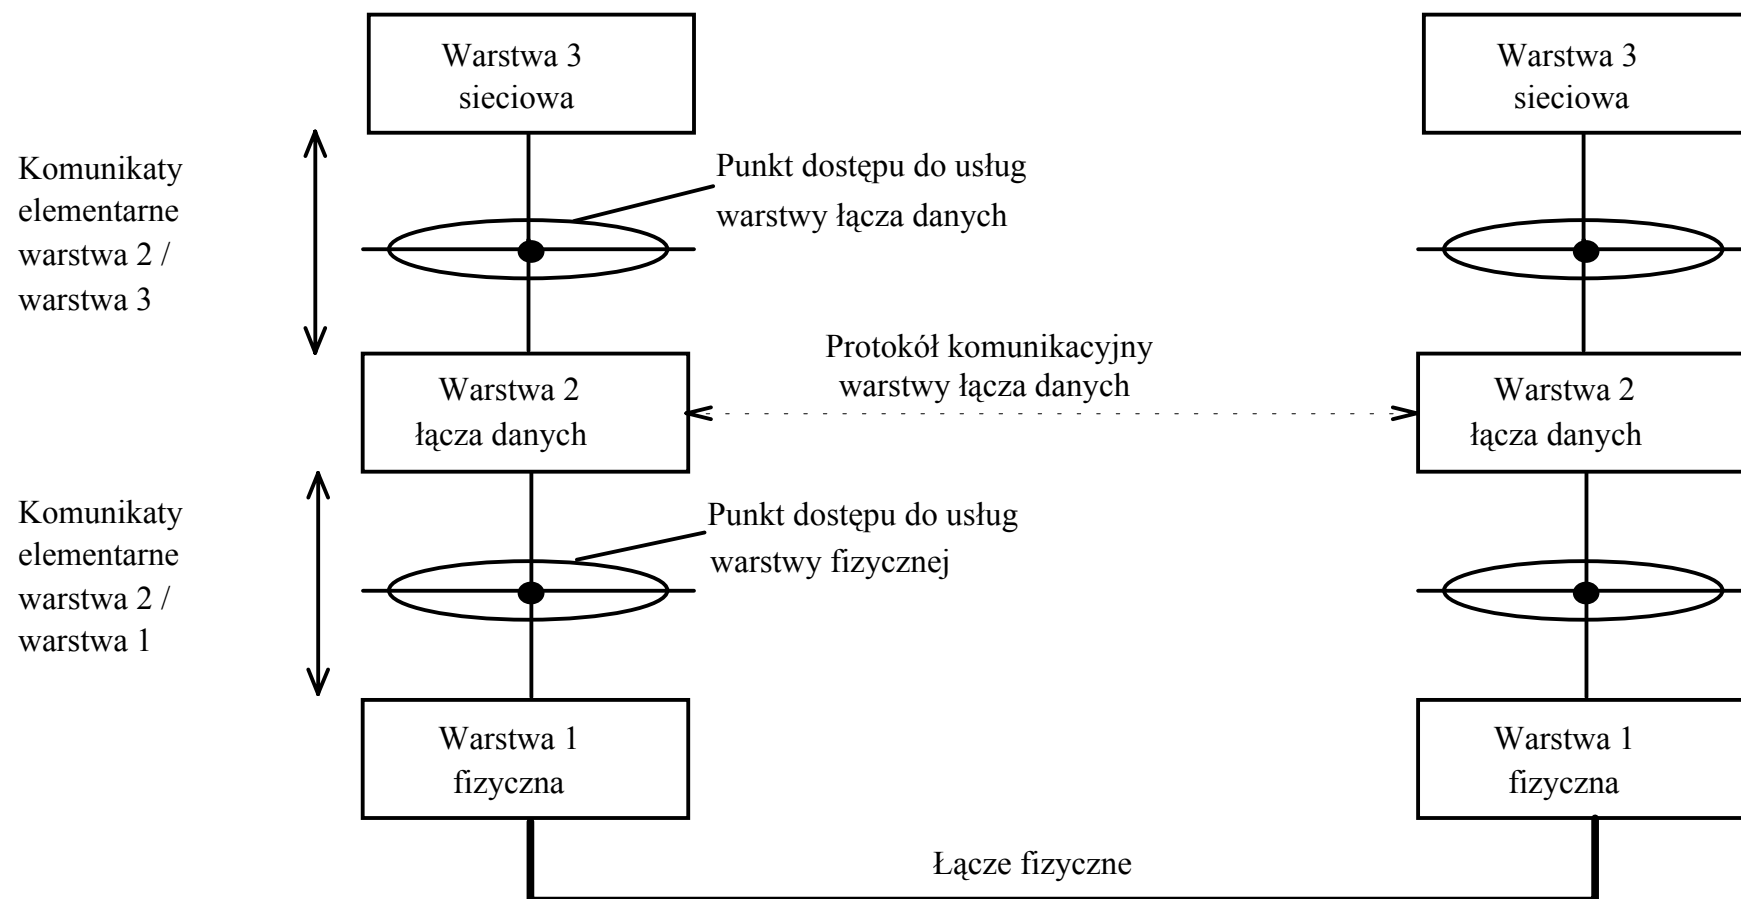 Warstwa 3
sieciowa
Warstwa 3
sieciowa
Komunikaty
elementarne
warstwa 2 /
warstwa 3
Punkt dostępu do usług
warstwy łącza danych
Protokół komunikacyjny
warstwy łącza danych
Warstwa 2
łącza danych
Warstwa 2
łącza danych
Komunikaty
elementarne
warstwa 2 /
warstwa 1
Punkt dostępu do usług
warstwy fizycznej
Warstwa 1
fizyczna
Warstwa 1
fizyczna
Łącze fizyczne